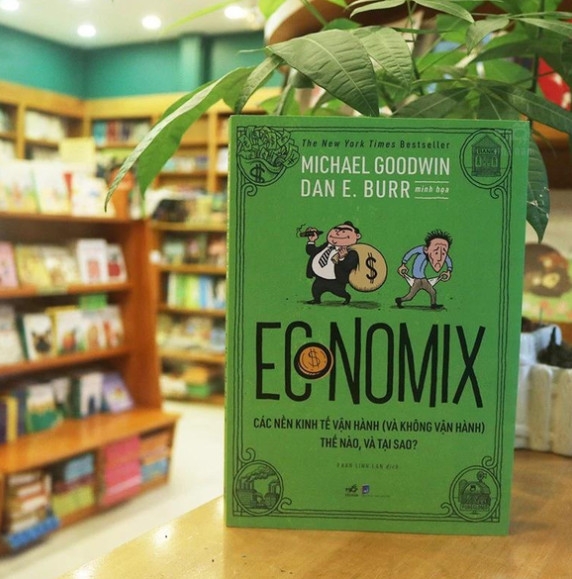 The New York Times Bestseller
MICHAEL GOODWIN
DAN E. BURR minh họa
BANK
$
$
ECONOMIX
$
CÁC NỀN KINH TẾ VẬN HÀNH (VÀ KHÔNG VẬN HÀNH)
THẾ NÀO, VÀ TẠI SAO?